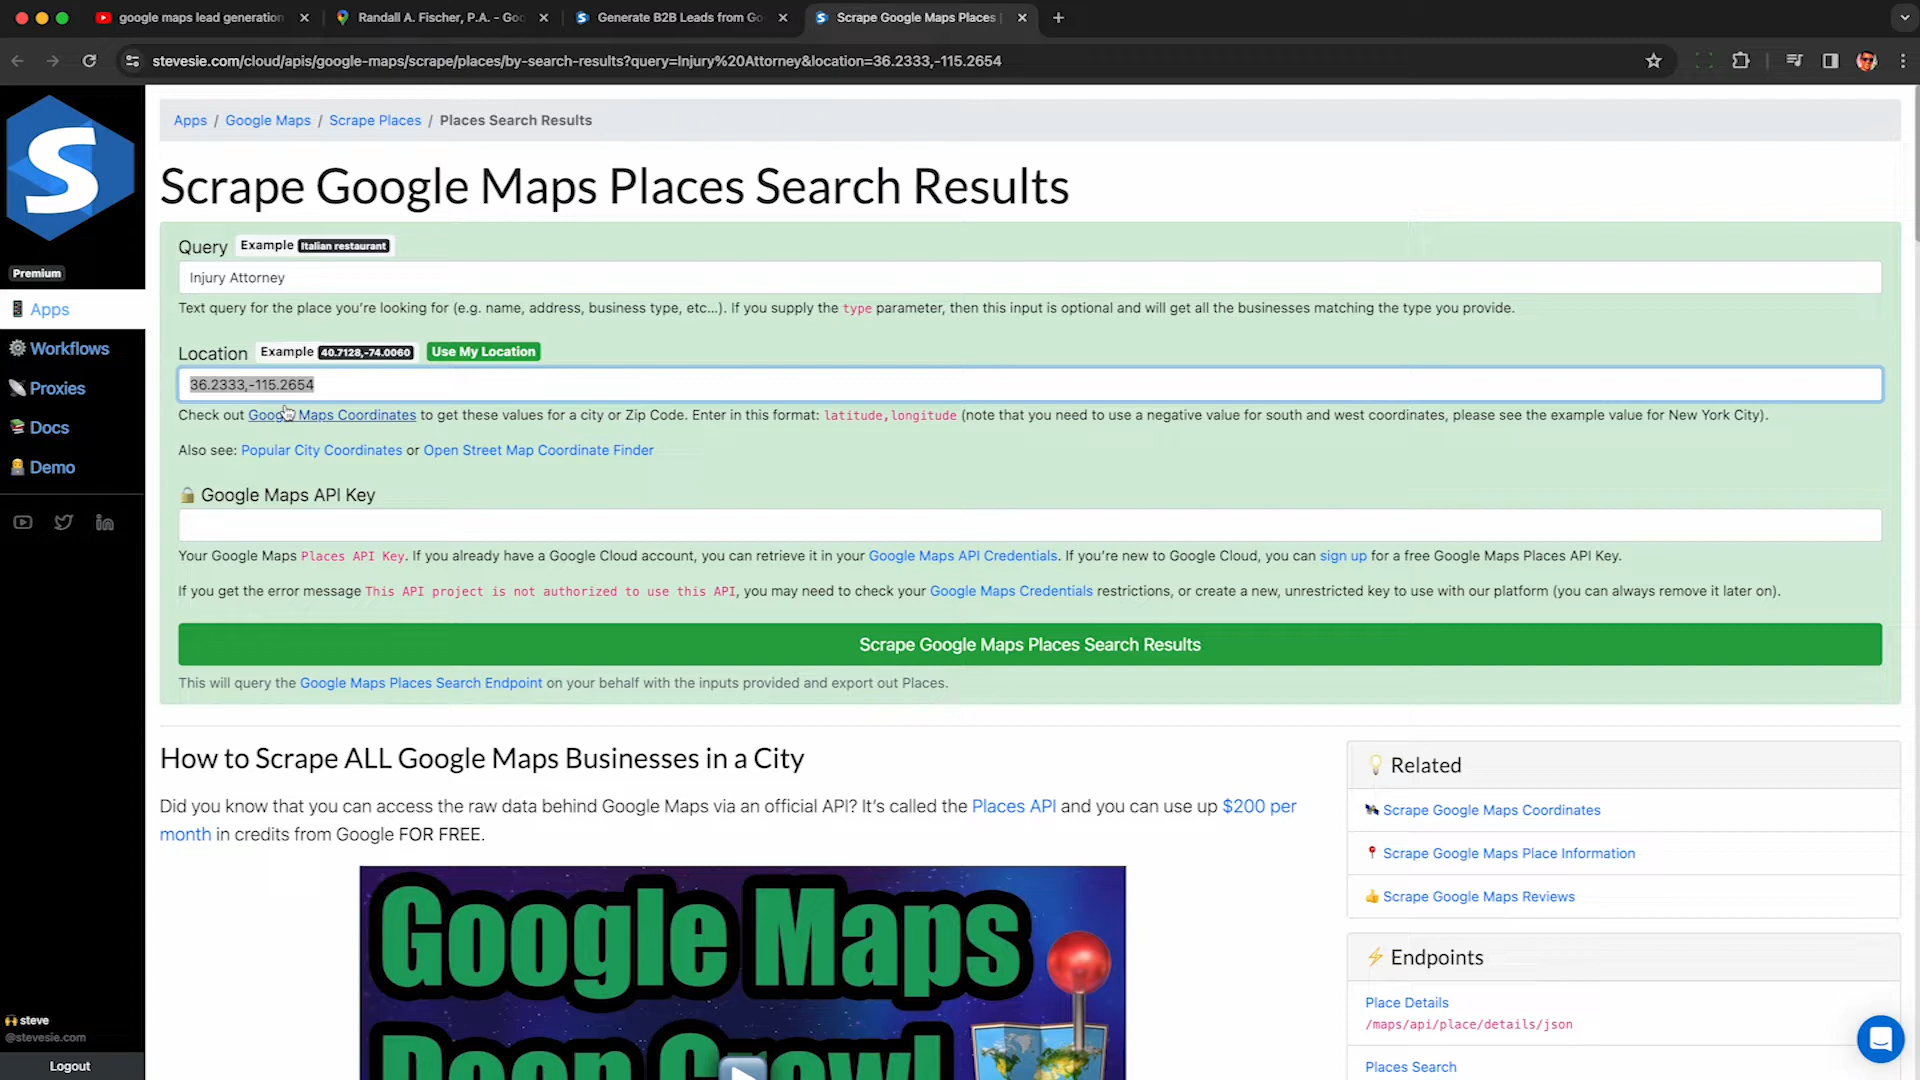 google maps lead generation
Randall A. Fischer, P.A. - Goo
Generate B2B Leads from Go
Scrape Google Maps Places
stevesie.com/cloud/apis/google-maps/scrape/places/by-search-results?query=Injury%20Attorney&location=36.2333,-115.2654
S
Premium
Apps
Workflows
Proxies
Docs
Demo
steve
@stevesie.com
Logout
Apps / Google Maps / Scrape Places / Places Search Results
Scrape Google Maps Places Search Results
Query Example Italian restaurant
Injury Attorney
Text query for the place you're looking for (e.g. name, address, business type, etc...). If you supply the type parameter, then this input is optional and will get all the businesses matching the type you provide.
Location Example 40.7128,-74.0060 Use My Location
36.2333,-115.2654
Check out Google Maps Coordinates to get these values for a city or Zip Code. Enter in this format: latitude,longitude (note that you need to use a negative value for south and west coordinates, please see the example value for New York City).
Also see: Popular City Coordinates or Open Street Map Coordinate Finder
Google Maps API Key
Your Google Maps Places API Key. If you already have a Google Cloud account, you can retrieve it in your Google Maps API Credentials. If you're new to Google Cloud, you can sign up for a free Google Maps Places API Key.
If you get the error message This API project is not authorized to use this API, you may need to check your Google Maps Credentials restrictions, or create a new, unrestricted key to use with our platform (you can always remove it later on).
Scrape Google Maps Places Search Results
This will query the Google Maps Places Search Endpoint on your behalf with the inputs provided and export out Places.
How to Scrape ALL Google Maps Businesses in a City
Did you know that you can access the raw data behind Google Maps via an official API? It's called the Places API and you can use up $200 per
month in credits from Google FOR FREE.
Google Maps
Deep Crawl
Related
Scrape Google Maps Coordinates
Scrape Google Maps Place Information
Scrape Google Maps Reviews
Endpoints
Place Details
/maps/api/place/details/json
Places Search